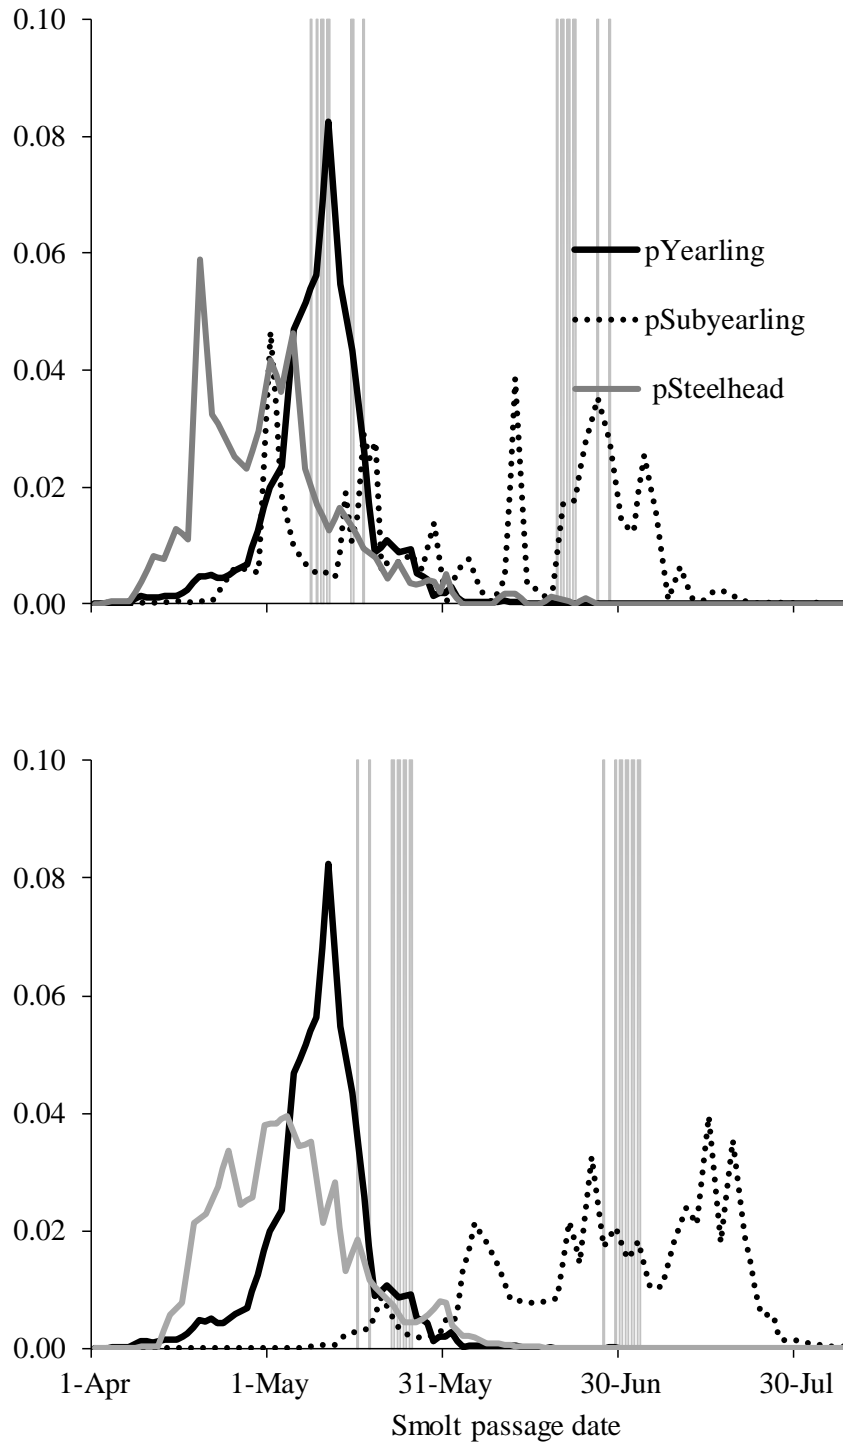 0.10
0.08
0.06
pYearling
pSubyearling
0.04
pSteelhead
0.02
0.00
0.10
0.08
0.06
0.04
0.02
0.00
1-Apr 1-May 31-May 30-Jun 30-Jul
Smolt passage date